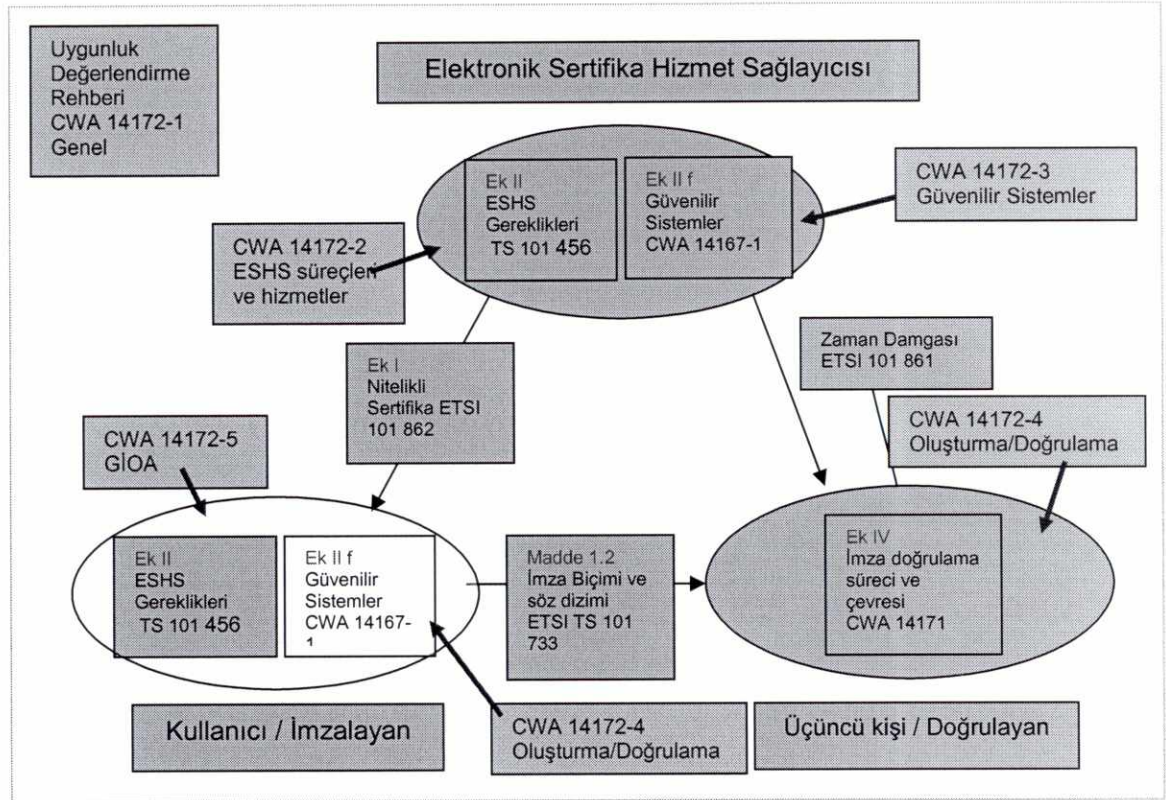 Uygunluk
Değerlendirme
Rehberi
CWA 14172-1
Genel
Elektronik Sertifika Hizmet Sağlayıcısı
Ek II
ESHS
Gereklikleri
TS 101 456
Ek II f
Güvenilir
Sistemler
CWA 14167-1
CWA 14172-3
Güvenilir Sistemler
CWA 14172-2
ESHS süreçleri
ve hizmetler
Ek I
Nitelikli
Sertifika ETSI
101 862
Zaman Damgası
ETSI 101 861
CWA 14172-5
GİOA
CWA 14172-4
Oluşturma/Doğrulama
Ek II
ESHS
Gereklikleri
TS 101 456
Ek II f
Güvenilir
Sistemler
CWA 14167-
1
Madde 1.2
İmza Biçimi ve
söz dizimi
ETSI TS 101
733
Ek IV
İmza doğrulama
süreci ve
çevresi
CWA 14171
Kullanıcı / İmzalayan
CWA 14172-4
Oluşturma/Doğrulama
Üçüncü kişi / Doğrulayan